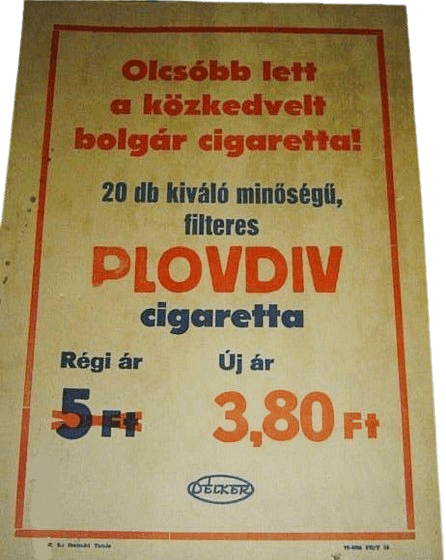 Olcsóbb lett
a közkedvelt
bolgár cigaretta!
20 db kiváló minőségű,
filteres
PLOVDIV
cigaretta
Régi ár Új ár
5 Ft 3,80 Ft
DÉLKER